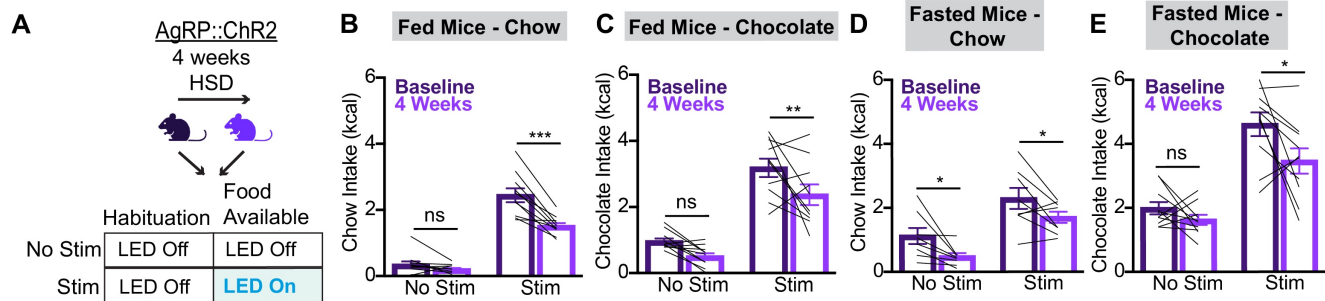 A
AgRP::ChR2
4 weeks
HSD
Food
Habituation Available
No Stim LED Off LED Off
Stim LED Off LED On
B
Fed Mice - Chow
Chow Intake (kcal)
6
4
2
0
Baseline
4 Weeks
ns
***
No Stim Stim
C
Fed Mice - Chocolate
Chocolate Intake (kcal)
6
4
2
0
Baseline
4 Weeks
ns
**
No Stim Stim
D
Fasted Mice -
Chow
Chow Intake (kcal)
6
4
2
0
Baseline
4 Weeks
*
*
No Stim Stim
E
Fasted Mice -
Chocolate
Chocolate Intake (kcal)
6
4
2
0
Baseline
4 Weeks
ns
*
No Stim Stim